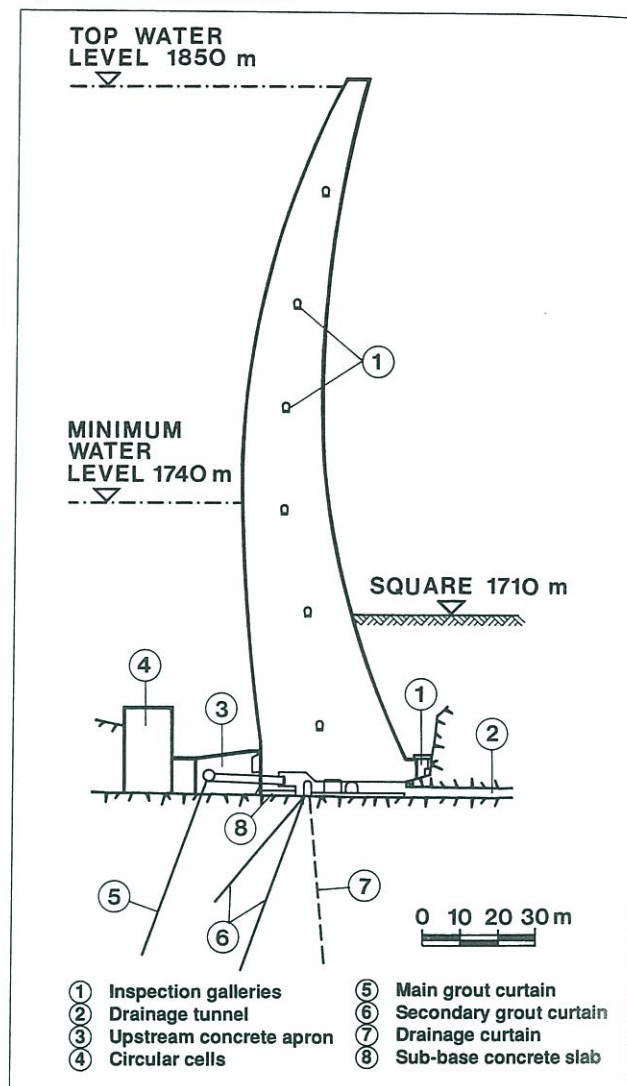 TOP WATER
LEVEL 1850 m
1
MINIMUM
WATER
LEVEL 1740 m
SQUARE 1710 m
4
3
1
2
8
5
6
7
0 10 20 30 m
1 Inspection galleries
2 Drainage tunnel
3 Upstream concrete apron
4 Circular cells
5 Main grout curtain
6 Secondary grout curtain
7 Drainage curtain
8 Sub-base concrete slab